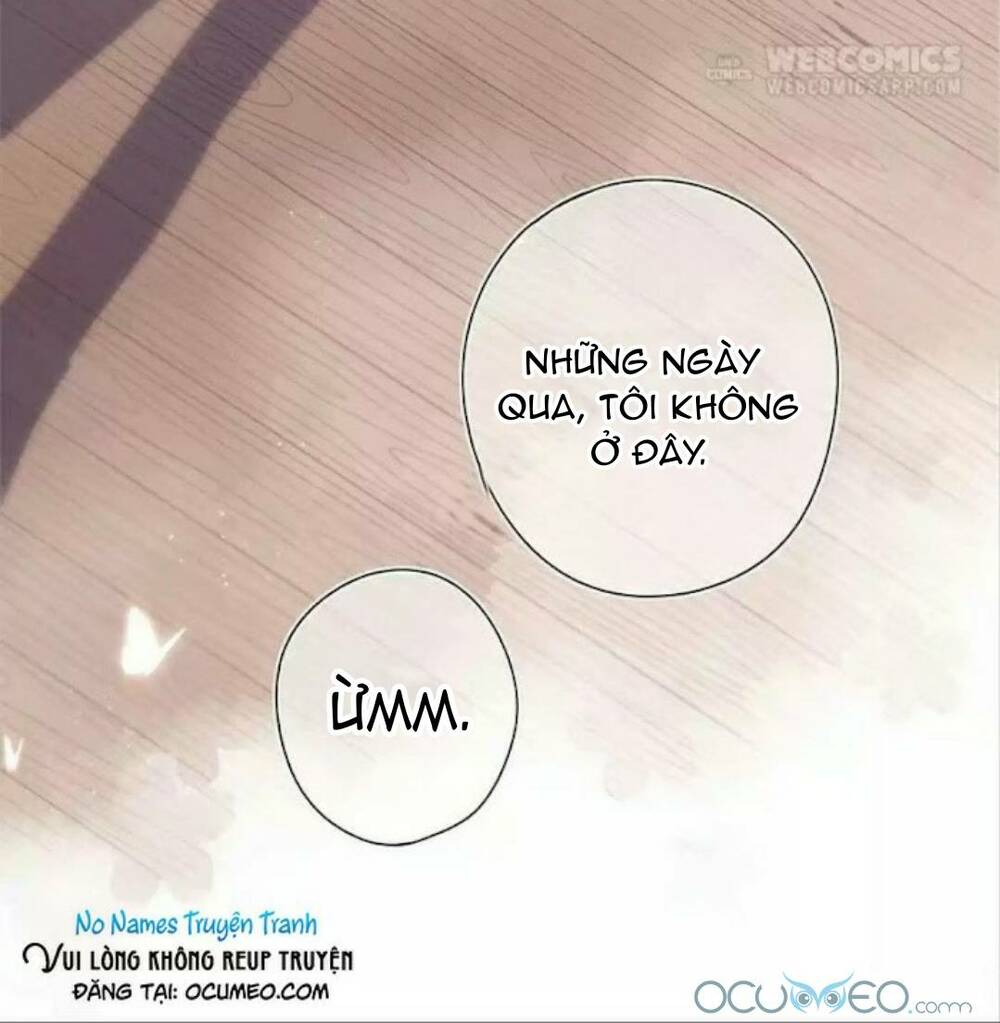 WEBCOMICS
WEBCOMICSAPP.COM
COMICS
NHỮNG NGÀY
QUA, TÔI KHÔNG
Ở ĐÂY.
ỪMM.
No Names Truyện Tranh
VUI LÒNG KHÔNG REUP TRUYỆN
ĐĂNG TẠI: OCUMEO.COM
OCUMEO.com